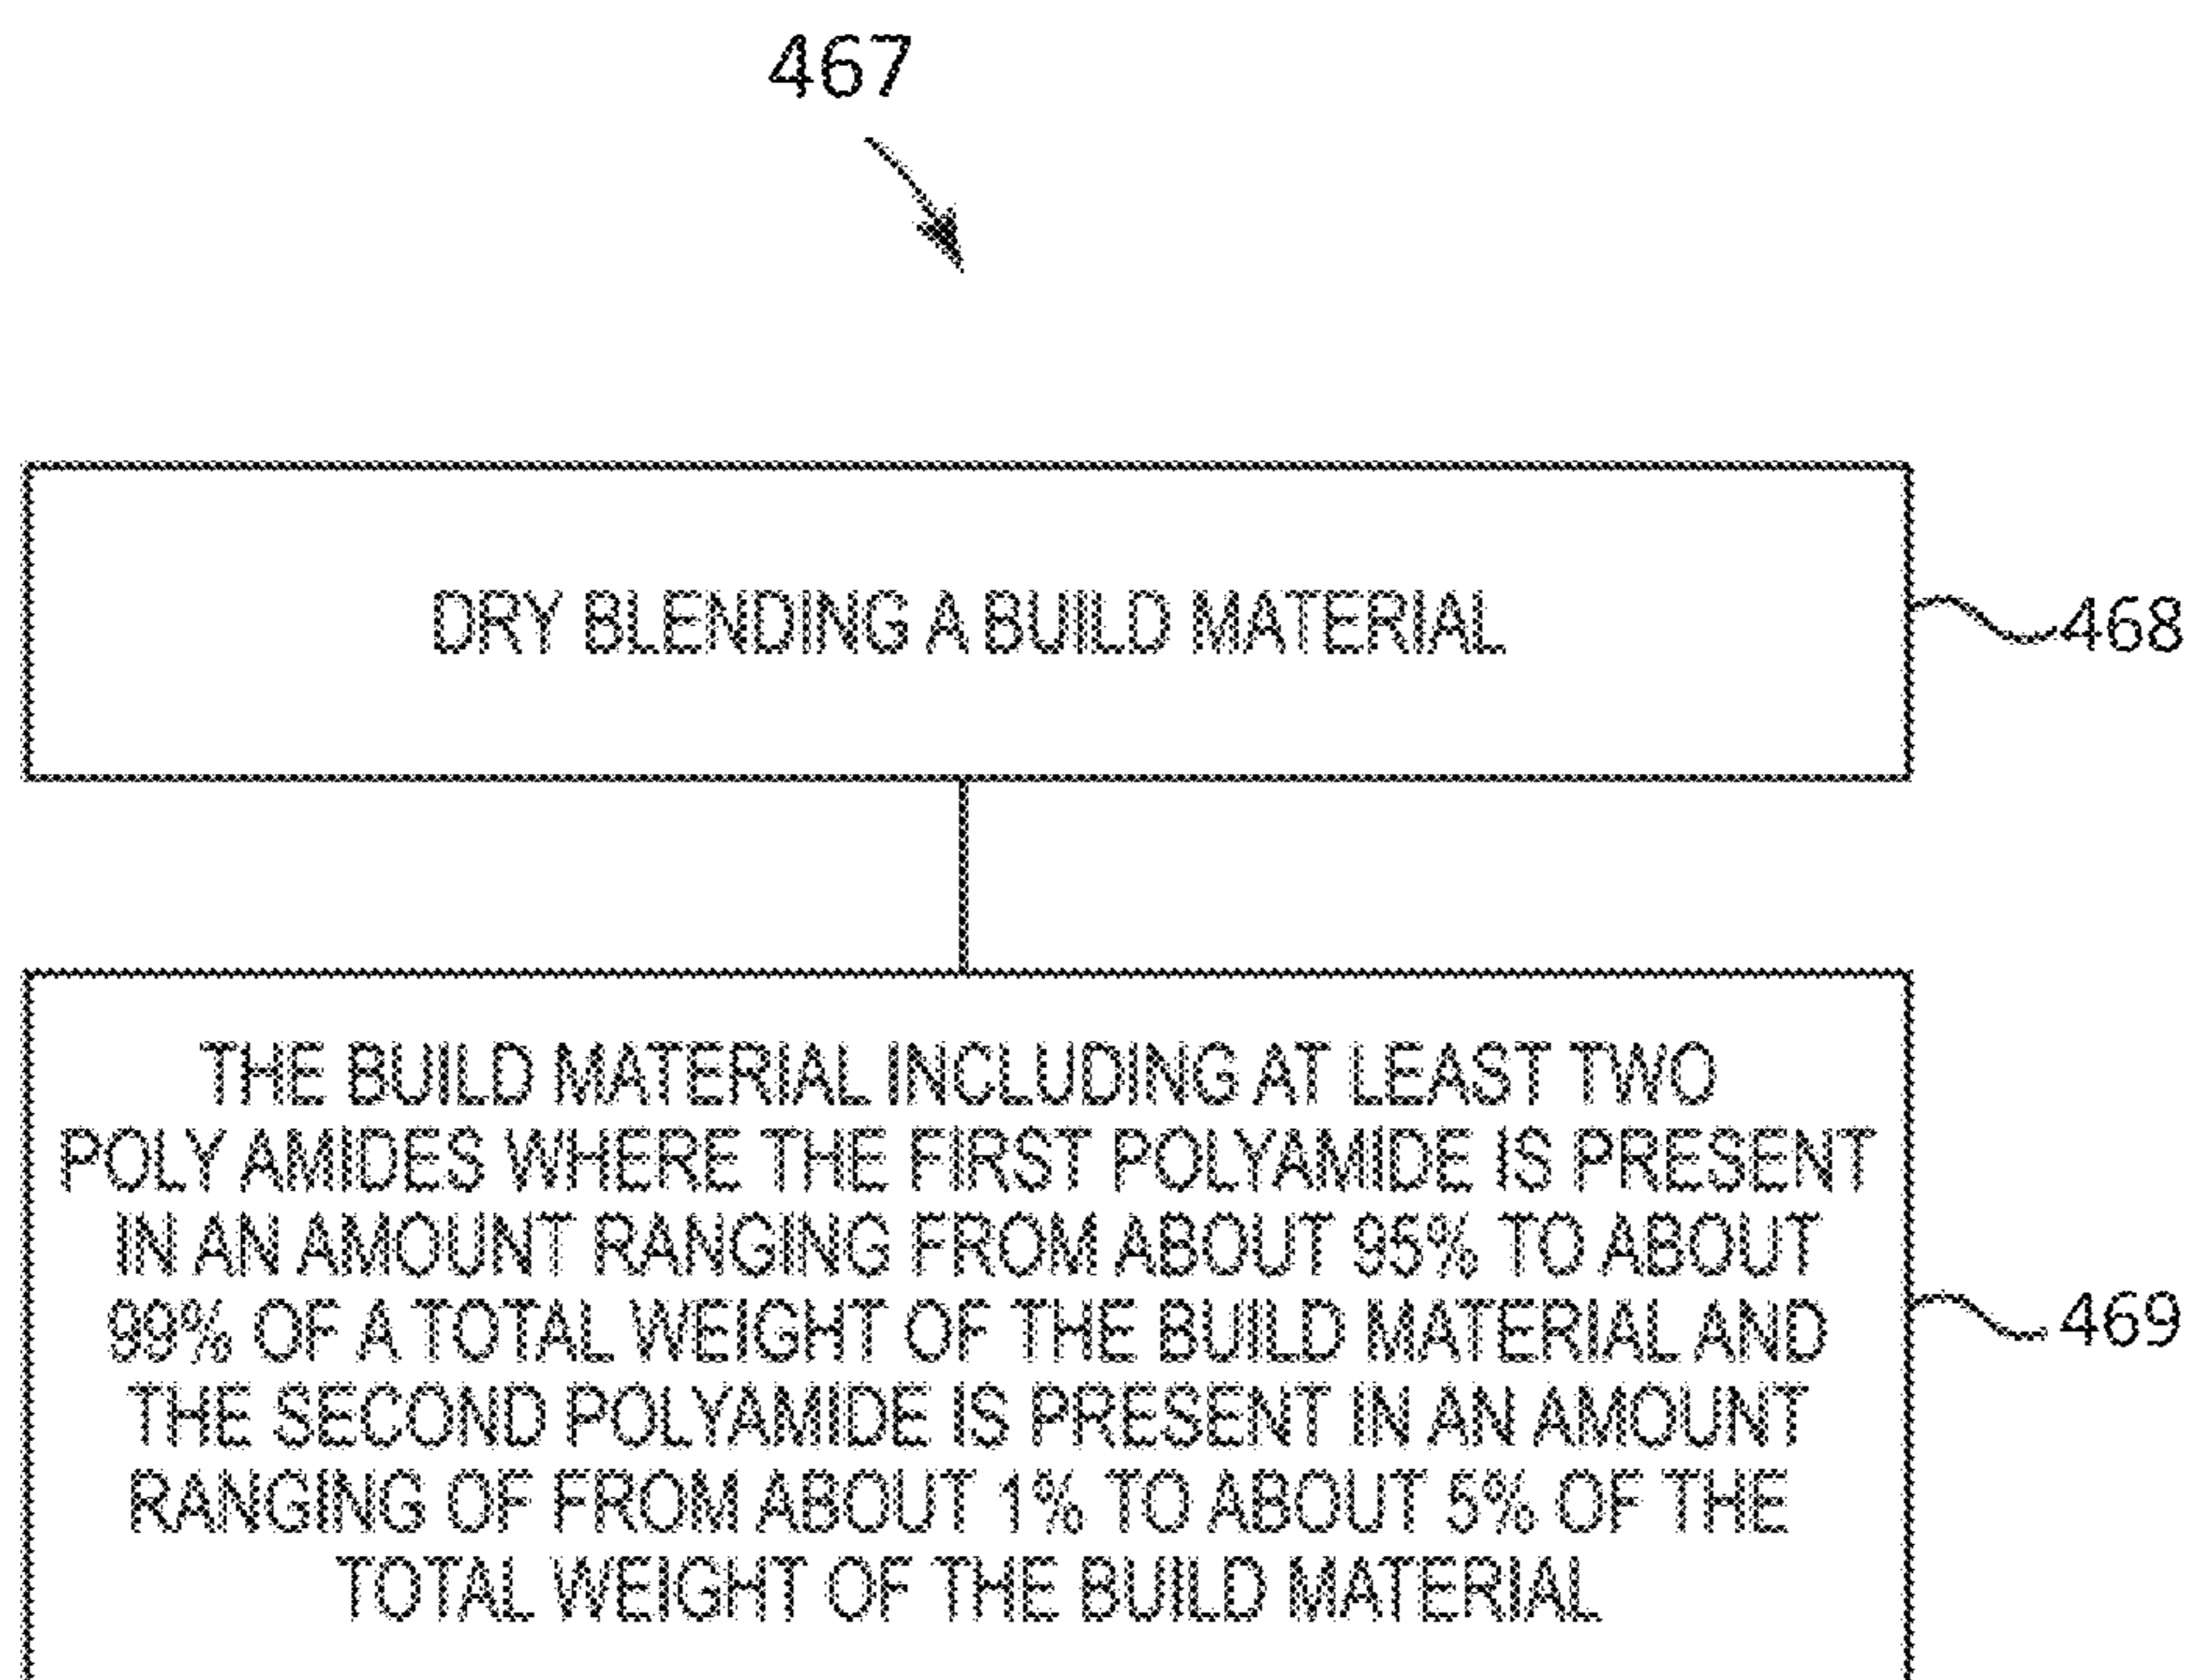 467
DRY BLENDING A BUILD MATERIAL
468
THE BUILD MATERIAL INCLUDING AT LEAST TWO
POLY AMIDES WHERE THE FIRST POLYAMIDE IS PRESENT
IN AN AMOUNT RANGING FROM ABOUT 95% TO ABOUT
99% OF A TOTAL WEIGHT OF THE BUILD MATERIAL AND
THE SECOND POLYAMIDE IS PRESENT IN AN AMOUNT
RANGING OF FROM ABOUT 1% TO ABOUT 5% OF THE
TOTAL WEIGHT OF THE BUILD MATERIAL
469